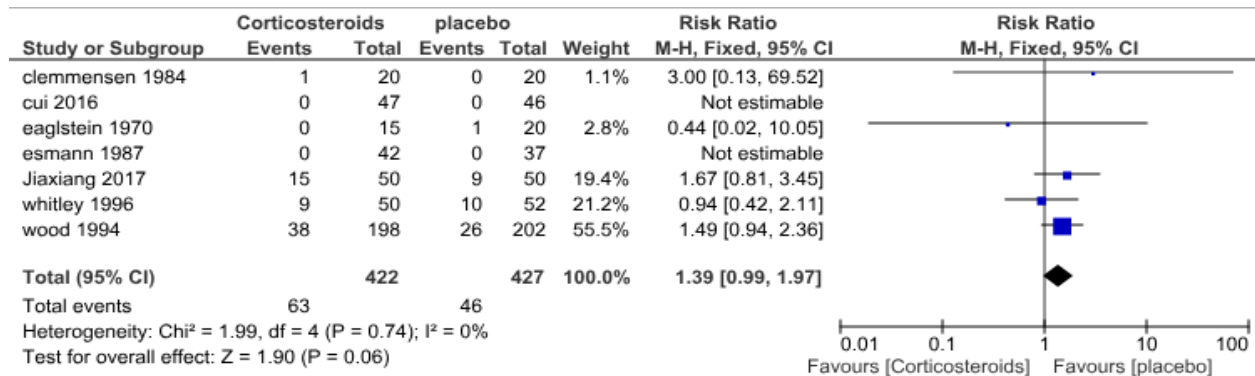 Corticosteroids placebo Risk Ratio Risk Ratio
Study or Subgroup Events Total Events Total Weight M-H, Fixed, 95% CI M-H, Fixed, 95% CI
clemmensen 1984 1 20 0 20 1.1% 3.00 [0.13, 69.52]
cui 2016 0 47 0 46 Not estimable
eaglstein 1970 0 15 1 20 2.8% 0.44 [0.02, 10.05]
esmann 1987 0 42 0 37 Not estimable
Jiaxiang 2017 15 50 9 50 19.4% 1.67 [0.81, 3.45]
whitley 1996 9 50 10 52 21.2% 0.94 [0.42, 2.11]
wood 1994 38 198 26 202 55.5% 1.49 [0.94, 2.36]
Total (95% CI) 422 427 100.0% 1.39 [0.99, 1.97]
Total events 63 46
Heterogeneity: Chi² = 1.99, df = 4 (P = 0.74); I² = 0%
Test for overall effect: Z = 1.90 (P = 0.06)
0.01 0.1 1 10 100
Favours [Corticosteroids] Favours [placebo]